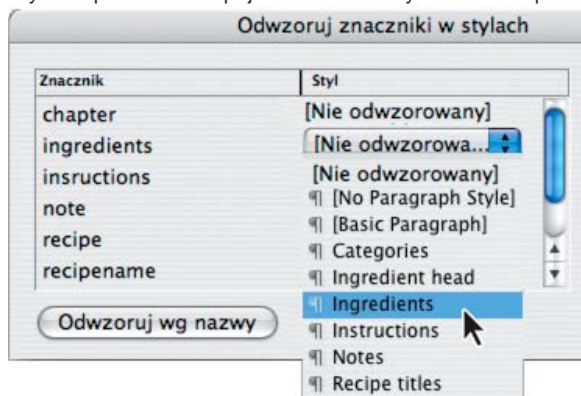 Odwzoruj znaczniki w stylach
Znacznik Styl
chapter [Nie odwzorowany]
ingredients [Nie odwzorowa...
insructions [Nie odwzorowany]
note ¶ [No Paragraph Style]
¶ [Basic Paragraph]
recipe ¶ Categories
recipename ¶ Ingredient head
¶ Ingredients
Odwzoruj wg nazwy ¶ Instructions
¶ Notes
¶ Recipe titles